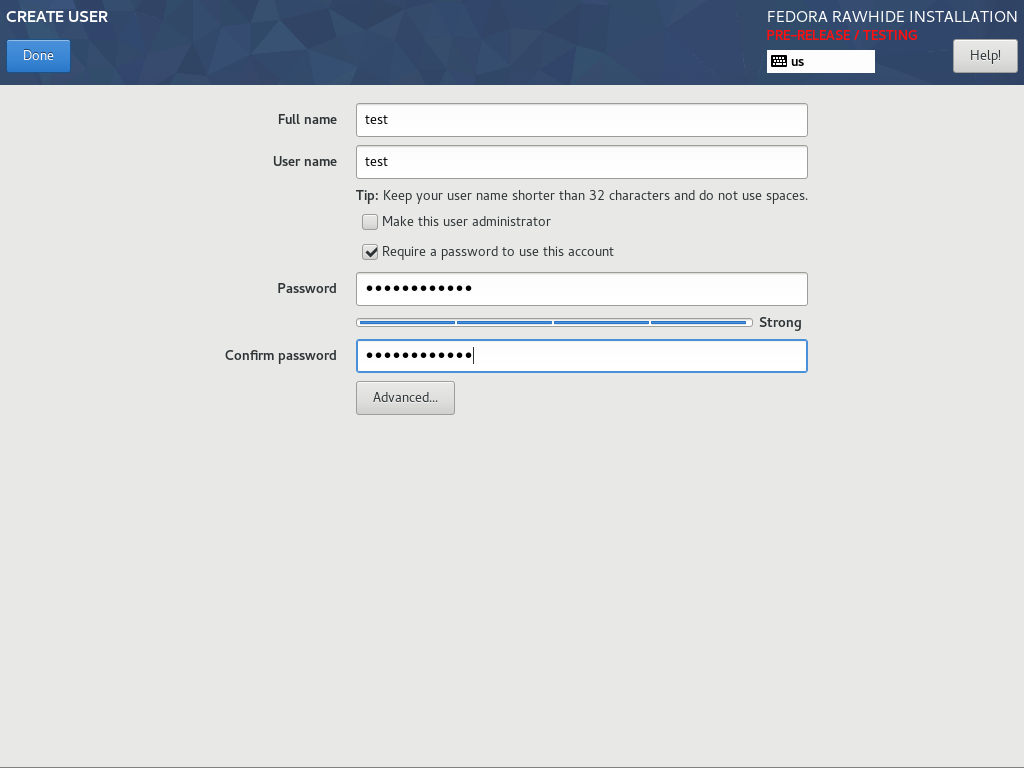 CREATE USER
FEDORA RAWHIDE INSTALLATION
PRE-RELEASE / TESTING
Done
us
Help!
Full name
test
User name
test
Tip: Keep your user name shorter than 32 characters and do not use spaces.
Make this user administrator
Require a password to use this account
Password
●●●●●●●●●●●●
Strong
Confirm password
●●●●●●●●●●●●
Advanced...